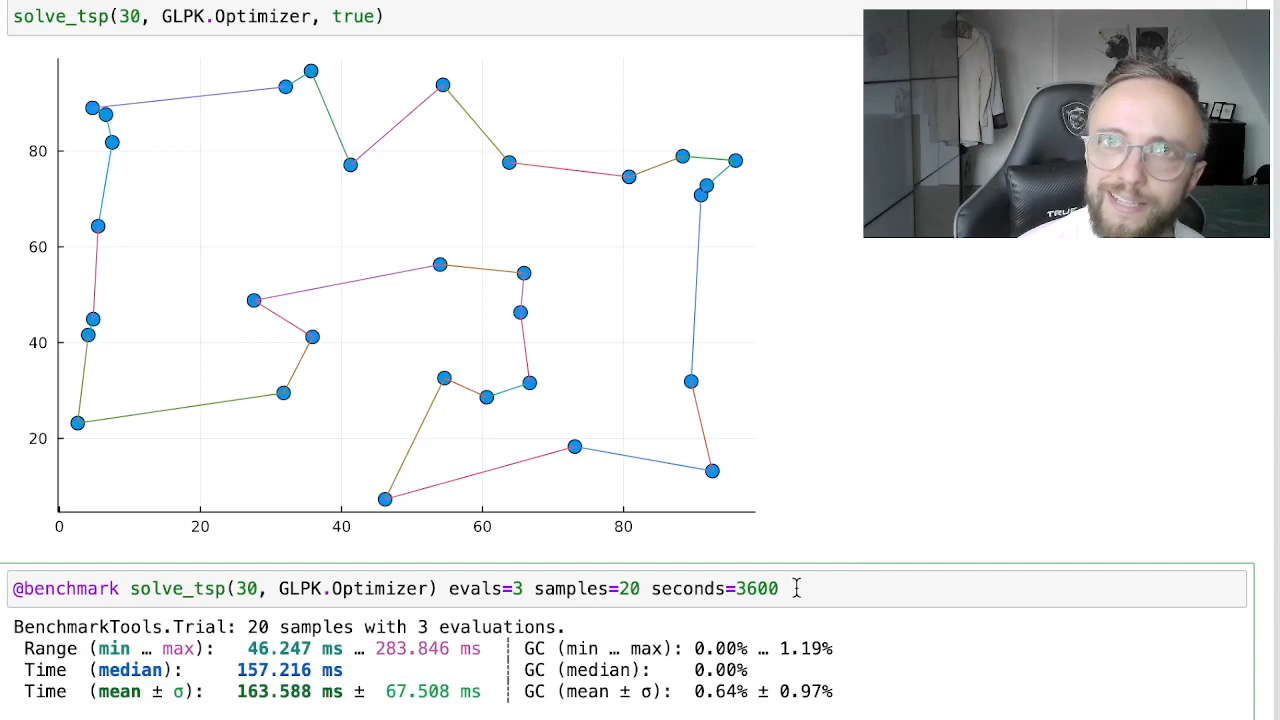 solve_tsp(30, GLPK.Optimizer, true)
80
60
40
20
0 20 40 60 80
TRUE
@benchmark solve_tsp(30, GLPK.Optimizer) evals=3 samples=20 seconds=3600
BenchmarkTools.Trial: 20 samples with 3 evaluations.
Range (min … max): 46.247 ms … 283.846 ms ┊ GC (min … max): 0.00% … 1.19%
Time (median): 157.216 ms ┊ GC (median): 0.00%
Time (mean ± σ): 163.588 ms ± 67.508 ms ┊ GC (mean ± σ): 0.64% ± 0.97%